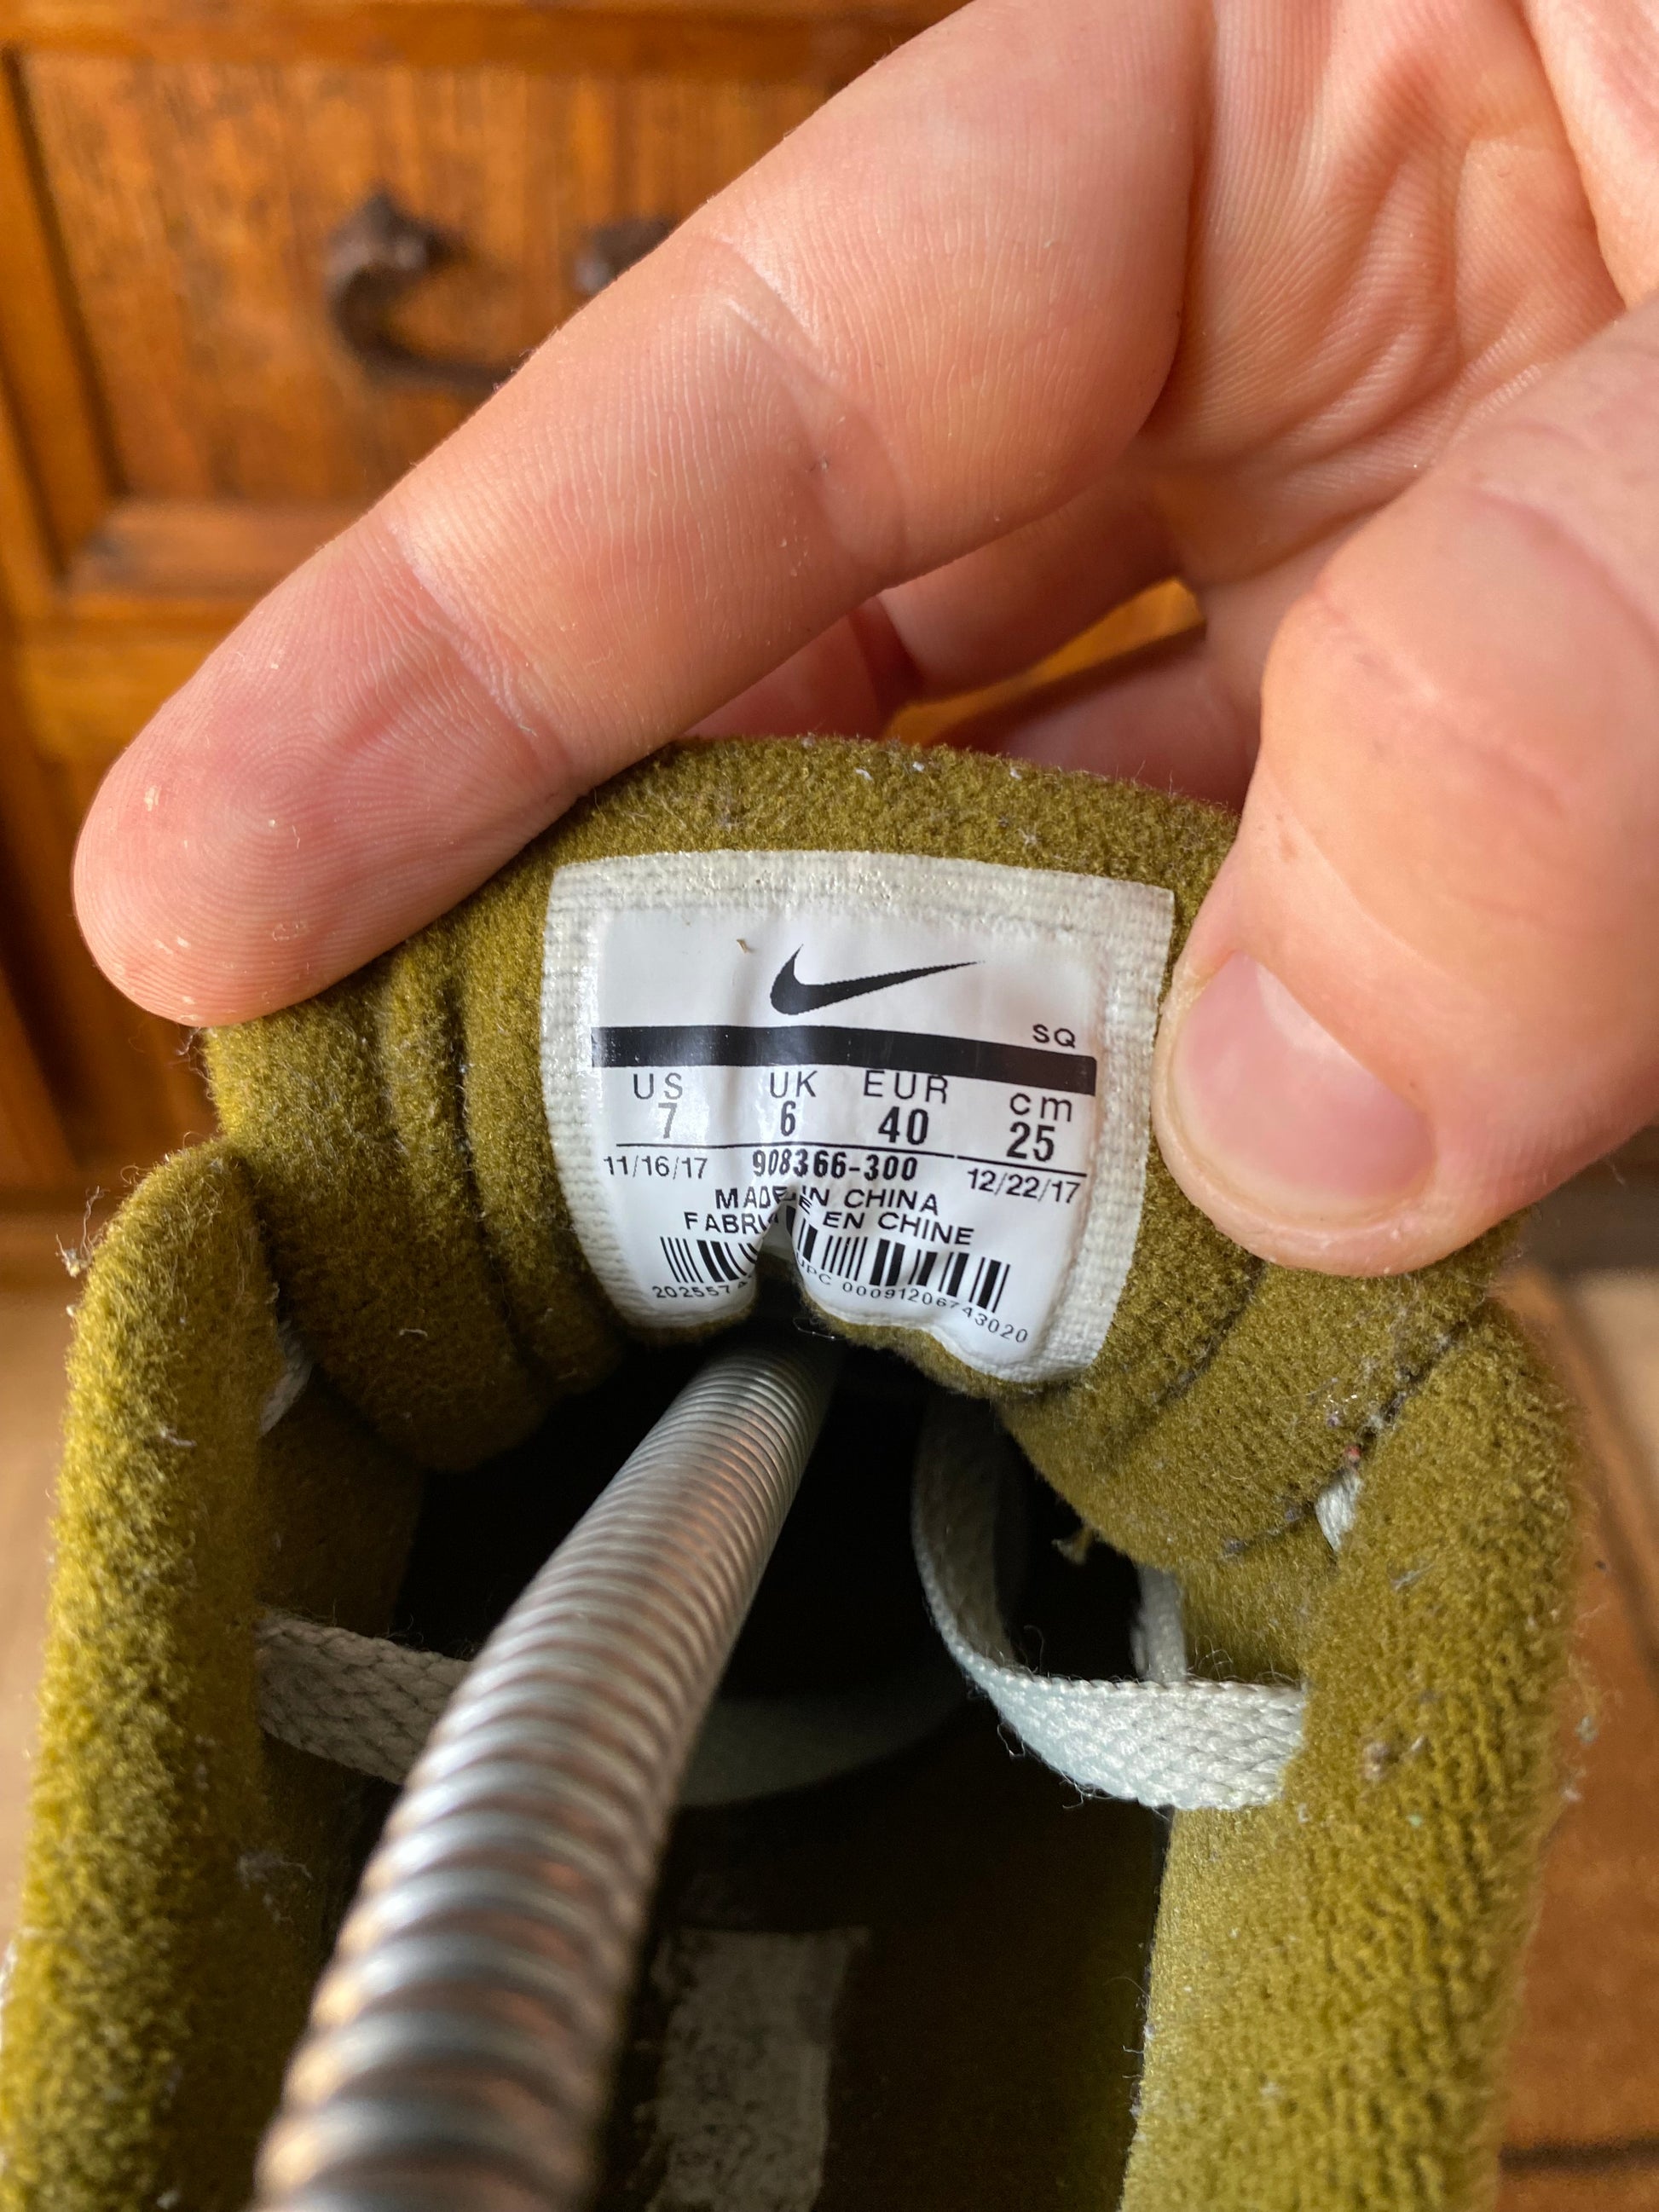 SQ
US UK EUR cm
7 6 40 25
11/16/17 908366-300 12/22/17
MADE IN CHINA
EN CHINE
UPC 00091206743020